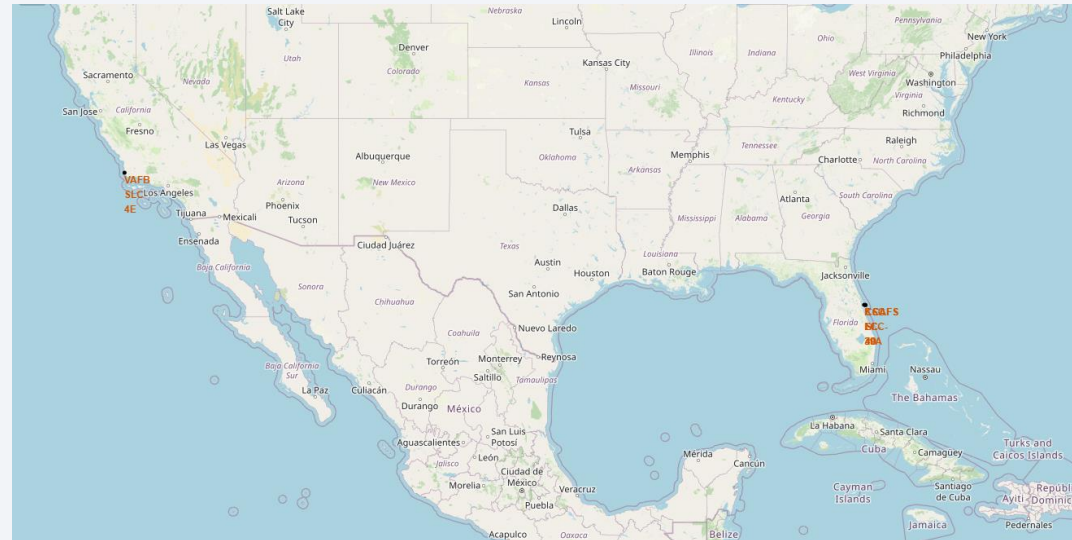 Salt Lake
City
Nebraska
Lincoln
Pennsylvania
New York
Philadelphia
Ohio
Illinois
Indiana
Denver
Utah
Colorado
Kansas City
Kansas
Missouri
West Virginia
Washington
Virginia
Richmond
Kentucky
Sacramento
Nevada
San Jose
California
Fresno
Las Vegas
Tulsa
Oklahoma
Albuquerque
New Mexico
Arizona
Arkansas
Memphis
Tennessee
Raleigh
Charlotte
North Carolina
VAFB
SLC-
4E
Los Angeles
Phoenix
Tucson
Tijuana
Mexicali
Ensenada
Dallas
Mississippi
Alabama
Atlanta
Georgia
South Carolina
Ciudad Juárez
Texas
Louisiana
Austin
Houston
Baton Rouge
Jacksonville
San Antonio
Baja California
Sonora
Chihuahua
Coahuila
Nuevo Laredo
Florida
Baja California
Sur
Torreón
Monterrey
Reynosa
Saltillo
Tamaulipas
Miami
Nassau
The Bahamas
La Paz
Culiacán
Durango
Durango
México
San Luis
Potosí
Aguascalientes
León
Jalisco
Ciudad de
México
Morelia
Veracruz
Puebla
Acapulco
Oaxaca
Mérida
Cancún
Belize
La Habana
Santa Clara
Cuba
Camaguey
Turks and
Caicos Islands
Cayman
Islands
Santiago
de Cuba
Jamaica
Ayiti
Pedernales